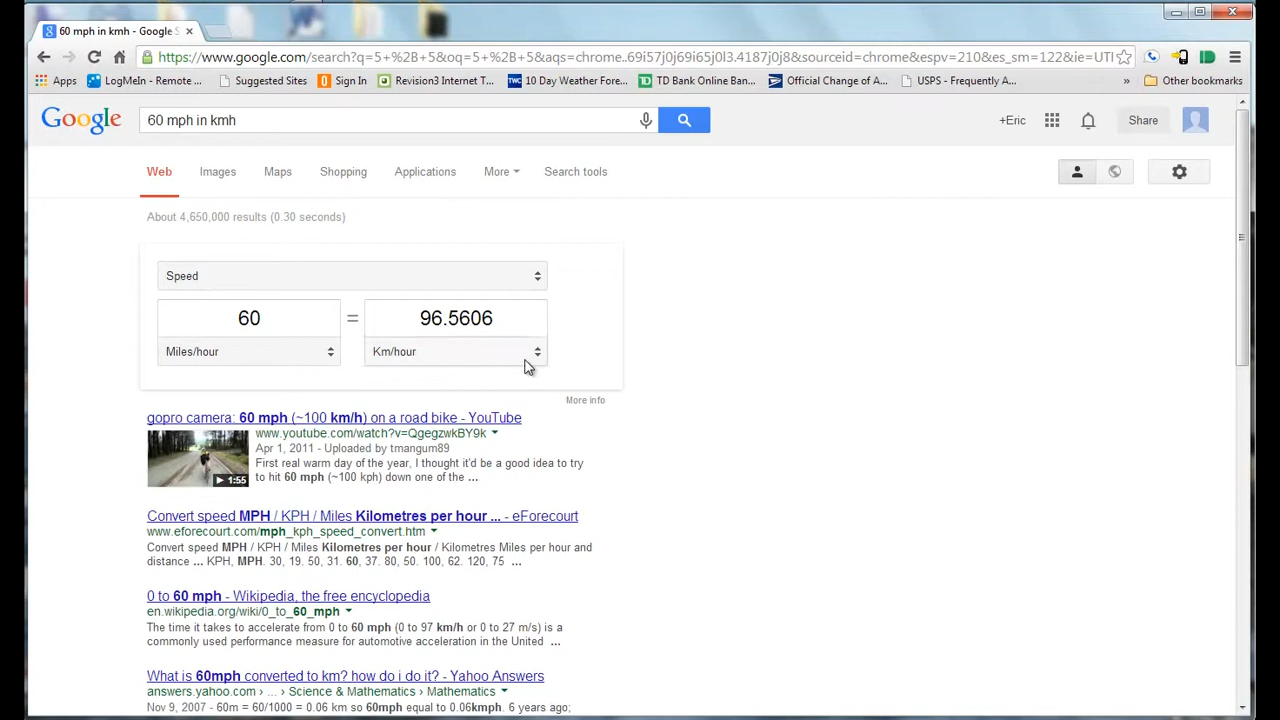 60 mph in kmh - Google S
https://www.google.com/search?q=5+%2B+5&oq=5+%2B+5&aqs=chrome..69i57j0j69i65j0l3.4187j0j8&sourceid=chrome&espv=210&es_sm=122&ie=UTI
Apps LogMeIn - Remote ... Suggested Sites Sign In Revision3 Internet T... 10 Day Weather Fore... TD Bank Online Ban... Official Change of A... USPS - Frequently A... » Other bookmarks
Google 60 mph in kmh +Eric Share
Web Images Maps Shopping Applications More Search tools
About 4,650,000 results (0.30 seconds)
Speed
60 = 96.5606
Miles/hour Km/hour
More info
gopro camera: 60 mph (~100 km/h) on a road bike - YouTube
www.youtube.com/watch?v=QgegzwkBY9k
Apr 1, 2011 - Uploaded by tmangum89
First real warm day of the year, I thought it'd be a good idea to try
to hit 60 mph (~100 kph) down one of the ...
1:55
Convert speed MPH / KPH / Miles Kilometres per hour ... - eForecourt
www.eforecourt.com/mph_kph_speed_convert.htm
Convert speed MPH / KPH / Miles Kilometres per hour / Kilometres Miles per hour and
distance ... KPH, MPH. 30, 19. 50, 31. 60, 37. 80, 50. 100, 62. 120, 75 ...
0 to 60 mph - Wikipedia, the free encyclopedia
en.wikipedia.org/wiki/0_to_60_mph
The time it takes to accelerate from 0 to 60 mph (0 to 97 km/h or 0 to 27 m/s) is a
commonly used performance measure for automotive acceleration in the United ...
What is 60mph converted to km? how do i do it? - Yahoo Answers
answers.yahoo.com › ... › Science & Mathematics › Mathematics
Nov 9, 2007 - 60m = 60/1000 = 0.06 km so 60mph equel to 0.06kmph. 6 years ago;